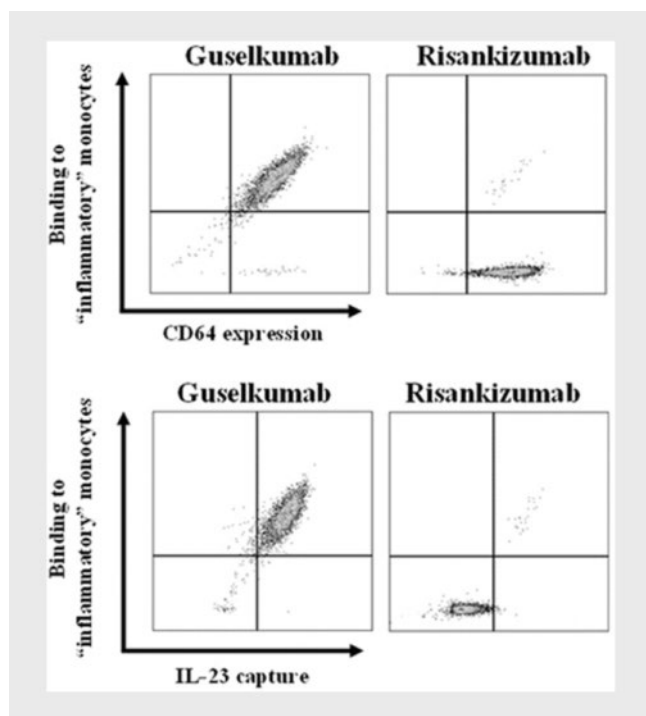 Guselkumab Risankizumab
Binding to
“inflammatory” monocytes
CD64 expression
Guselkumab Risankizumab
Binding to
“inflammatory” monocytes
IL-23 capture